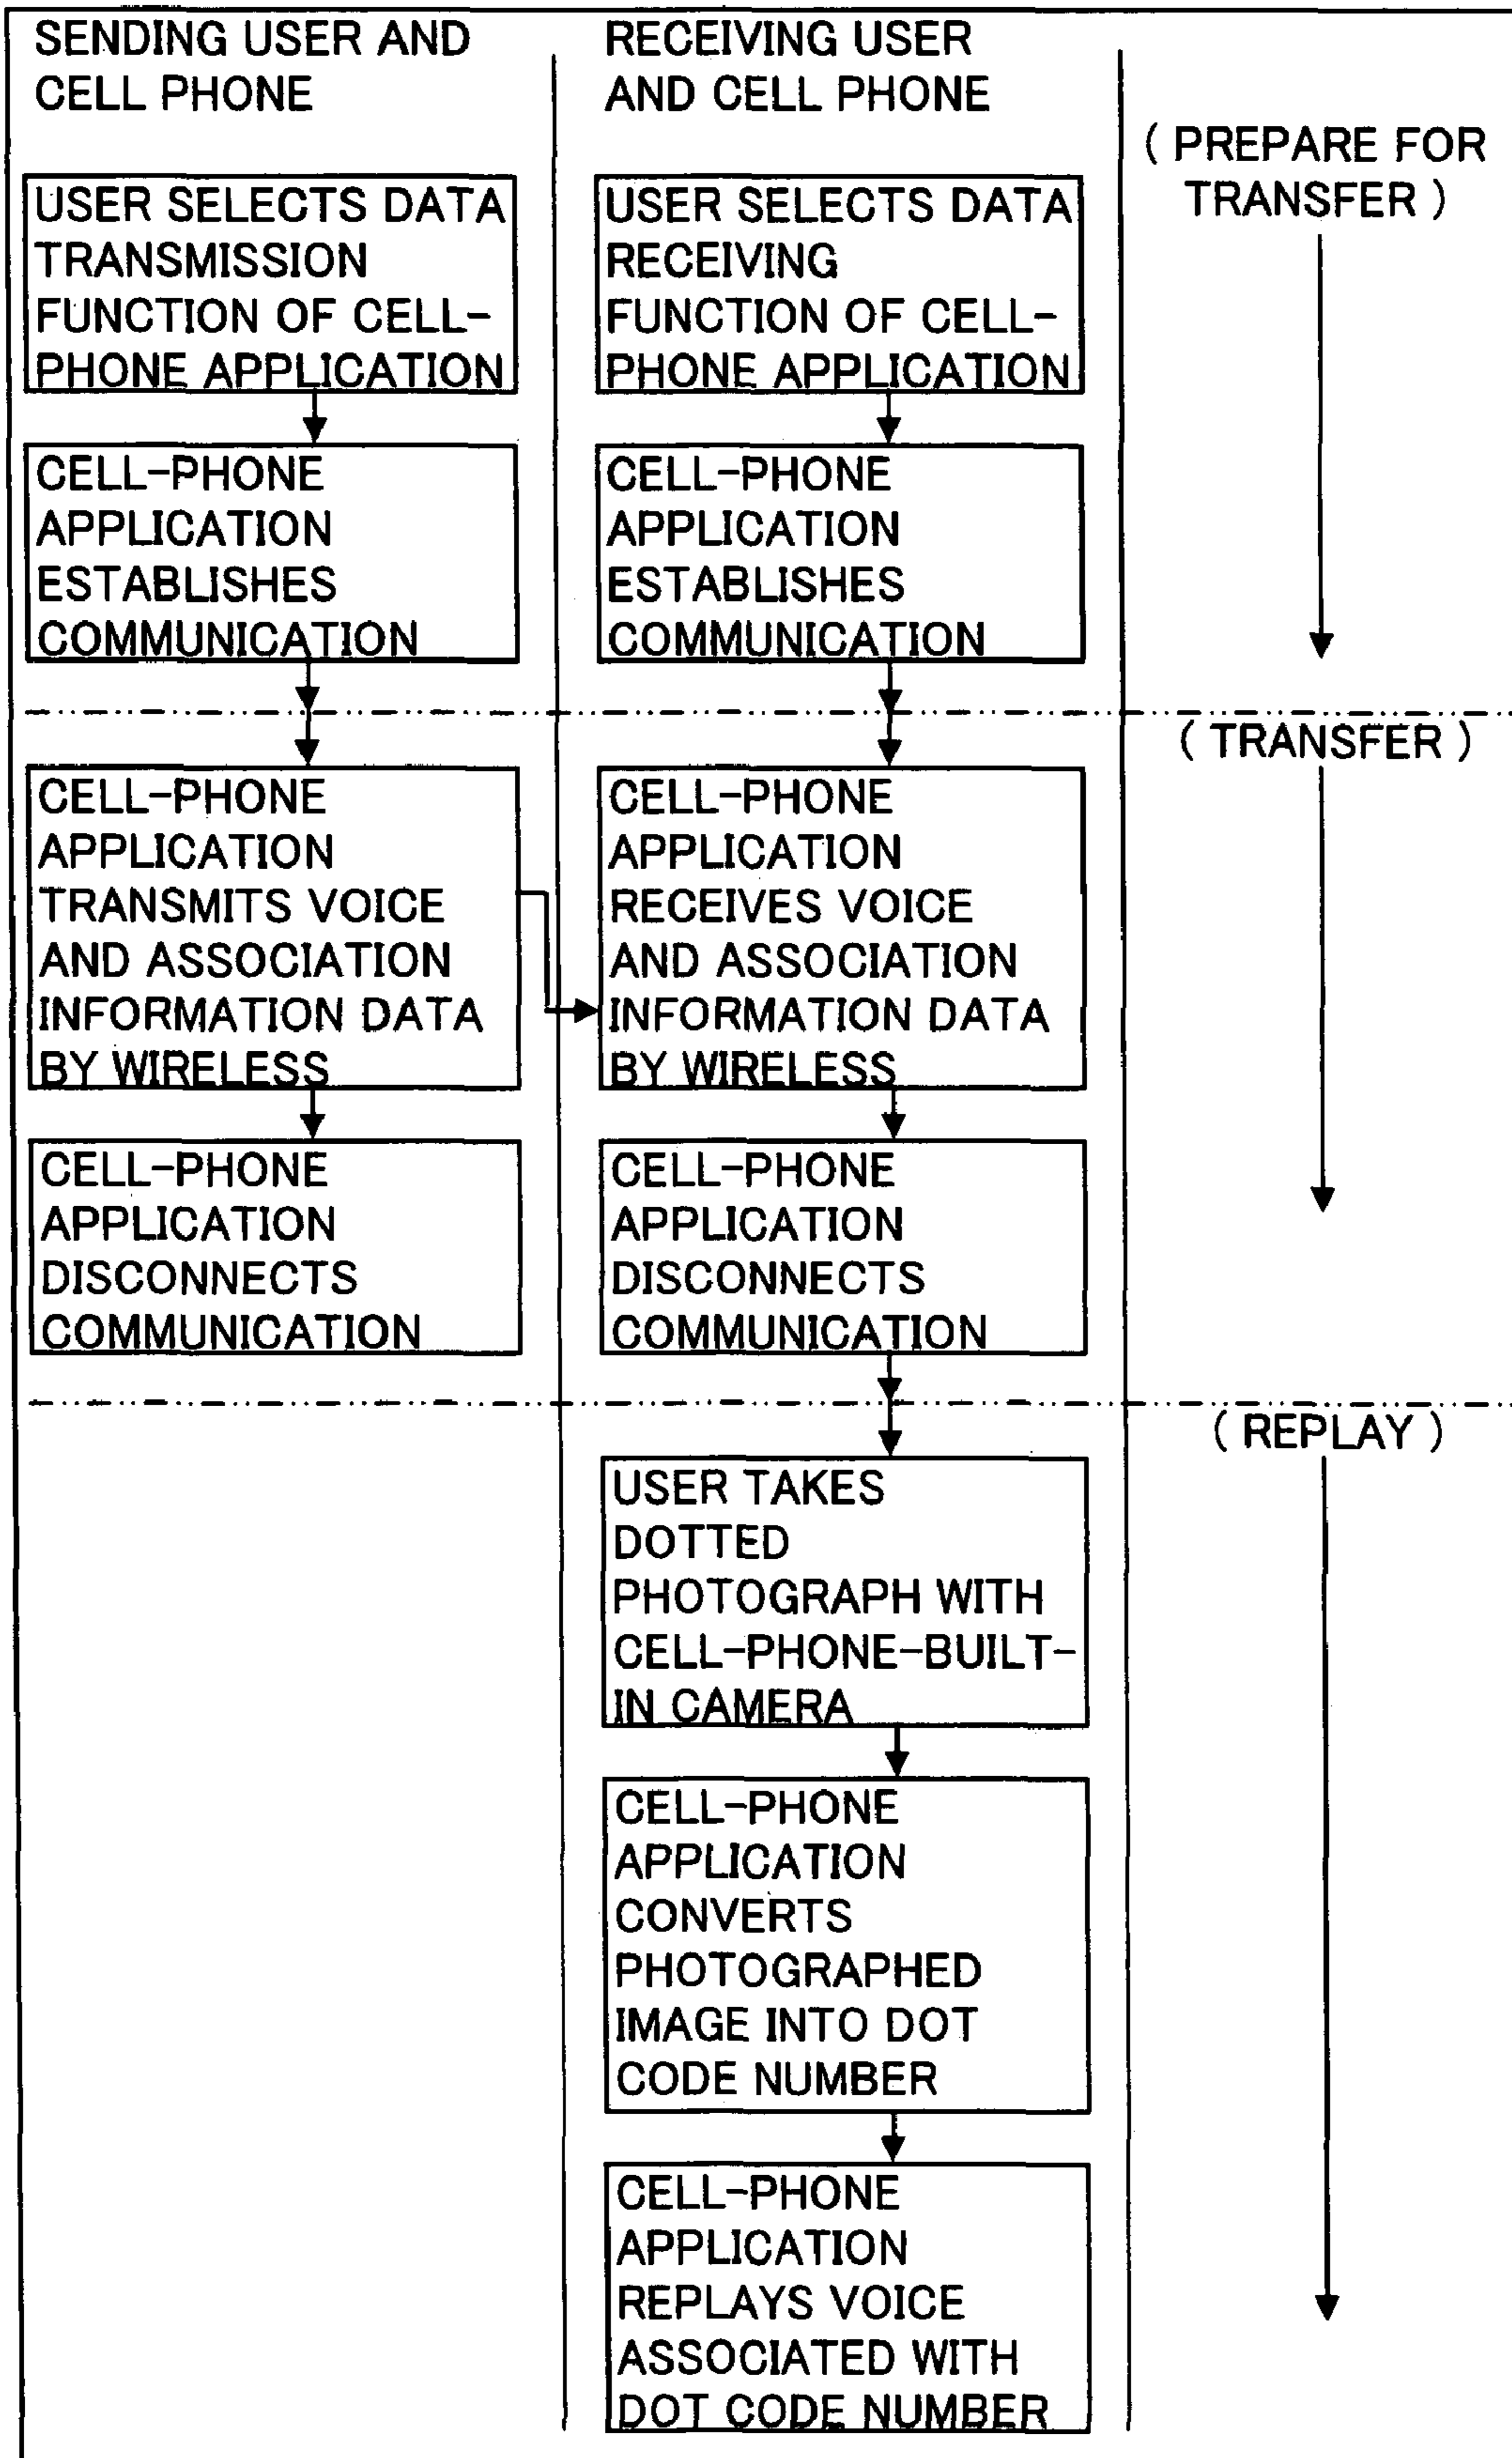 SENDING USER AND
CELL PHONE
RECEIVING USER
AND CELL PHONE
( PREPARE FOR
TRANSFER )
USER SELECTS DATA
TRANSMISSION
FUNCTION OF CELL-
PHONE APPLICATION
USER SELECTS DATA
RECEIVING
FUNCTION OF CELL-
PHONE APPLICATION
CELL-PHONE
APPLICATION
ESTABLISHES
COMMUNICATION
CELL-PHONE
APPLICATION
ESTABLISHES
COMMUNICATION
( TRANSFER )
CELL-PHONE
APPLICATION
TRANSMITS VOICE
AND ASSOCIATION
INFORMATION DATA
BY WIRELESS
CELL-PHONE
APPLICATION
RECEIVES VOICE
AND ASSOCIATION
INFORMATION DATA
BY WIRELESS
CELL-PHONE
APPLICATION
DISCONNECTS
COMMUNICATION
CELL-PHONE
APPLICATION
DISCONNECTS
COMMUNICATION
( REPLAY )
USER TAKES
DOTTED
PHOTOGRAPH WITH
CELL-PHONE-BUILT-
IN CAMERA
CELL-PHONE
APPLICATION
CONVERTS
PHOTOGRAPHED
IMAGE INTO DOT
CODE NUMBER
CELL-PHONE
APPLICATION
REPLAYS VOICE
ASSOCIATED WITH
DOT CODE NUMBER